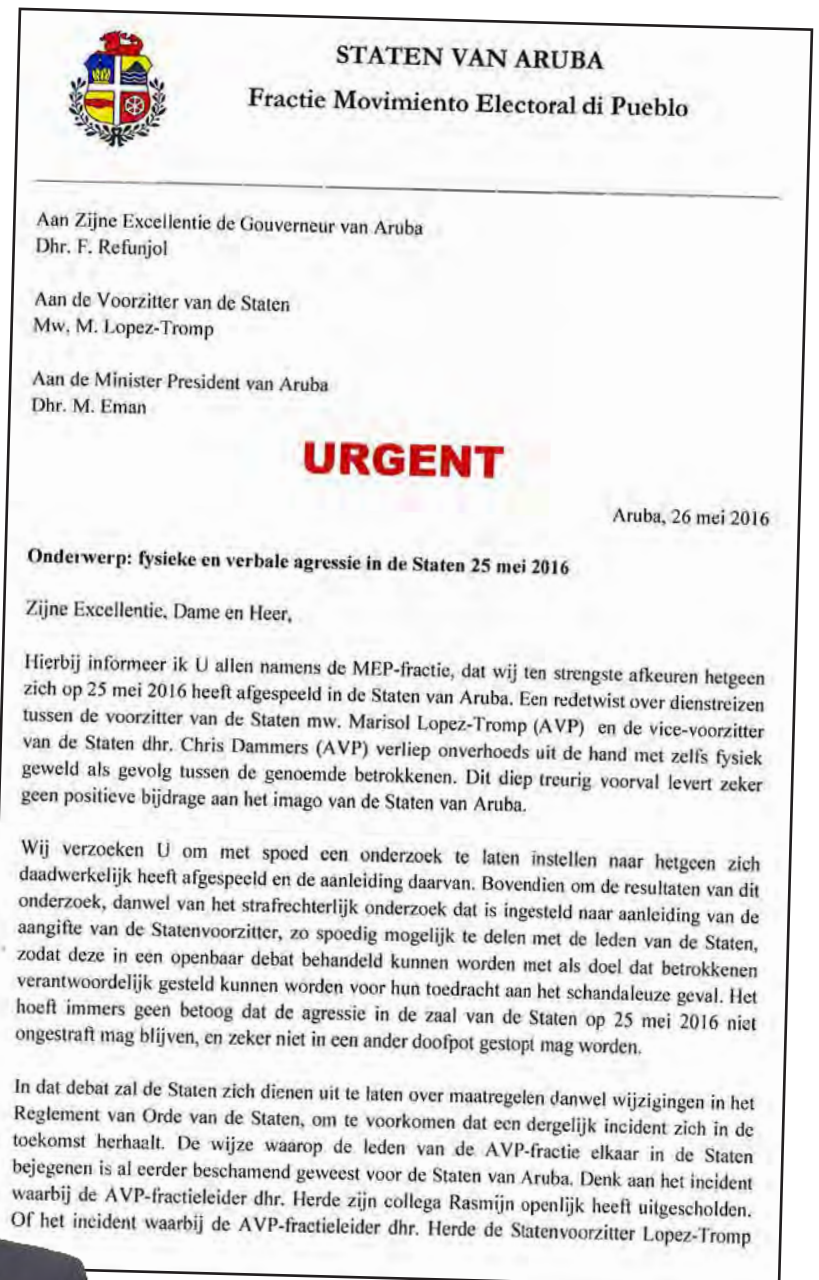 STATEN VAN ARUBA
Fractie Movimiento Electoral di Pueblo
Aan Zijne Excellentie de Gouverneur van Aruba
Dhr. F. Refunjol
Aan de Voorzitter van de Staten
Mw. M. Lopez-Tromp
Aan de Minister President van Aruba
Dhr. M. Eman
URGENT
Aruba, 26 mei 2016
Onderwerp: fysieke en verbale agressie in de Staten 25 mei 2016
Zijne Excellentie, Dame en Heer,
Hierbij informeer ik U allen namens de MEP-fractie, dat wij ten strengste afkeuren hetgeen
zich op 25 mei 2016 heeft afgespeeld in de Staten van Aruba. Een redetwist over dienstreizen
tussen de voorzitter van de Staten mw. Marisol Lopez-Tromp (AVP) en de vice-voorzitter
van de Staten dhr. Chris Dammers (AVP) verliep onverhoeds uit de hand met zelfs fysiek
geweld als gevolg tussen de genoemde betrokkenen. Dit diep treurig voorval levert zeker
geen positieve bijdrage aan het imago van de Staten van Aruba.
Wij verzoeken U om met spoed een onderzoek te laten instellen naar hetgeen zich
daadwerkelijk heeft afgespeeld en de aanleiding daarvan. Bovendien om de resultaten van dit
onderzoek, danwel van het strafrechterlijk onderzoek dat is ingesteld naar aanleiding van de
aangifte van de Statenvoorzitter, zo spoedig mogelijk te delen met de leden van de Staten,
zodat deze in een openbaar debat behandeld kunnen worden met als doel dat betrokkenen
verantwoordelijk gesteld kunnen worden voor hun toedracht aan het schandaleuze geval. Het
hoeft immers geen betoog dat de agressie in de zaal van de Staten op 25 mei 2016 niet
ongestraft mag blijven, en zeker niet in een ander doofpot gestopt mag worden.
In dat debat zal de Staten zich dienen uit te laten over maatregelen danwel wijzigingen in het
Reglement van Orde van de Staten, om te voorkomen dat een dergelijk incident zich in de
toekomst herhaalt. De wijze waarop de leden van de AVP-fractie elkaar in de Staten
bejegenen is al eerder beschamend geweest voor de Staten van Aruba. Denk aan het incident
waarbij de AVP-fractieleider dhr. Herde zijn collega Rasmijn openlijk heeft uitgescholden.
Of het incident waarbij de AVP-fractieleider dhr. Herde de Statenvoorzitter Lopez-Tromp